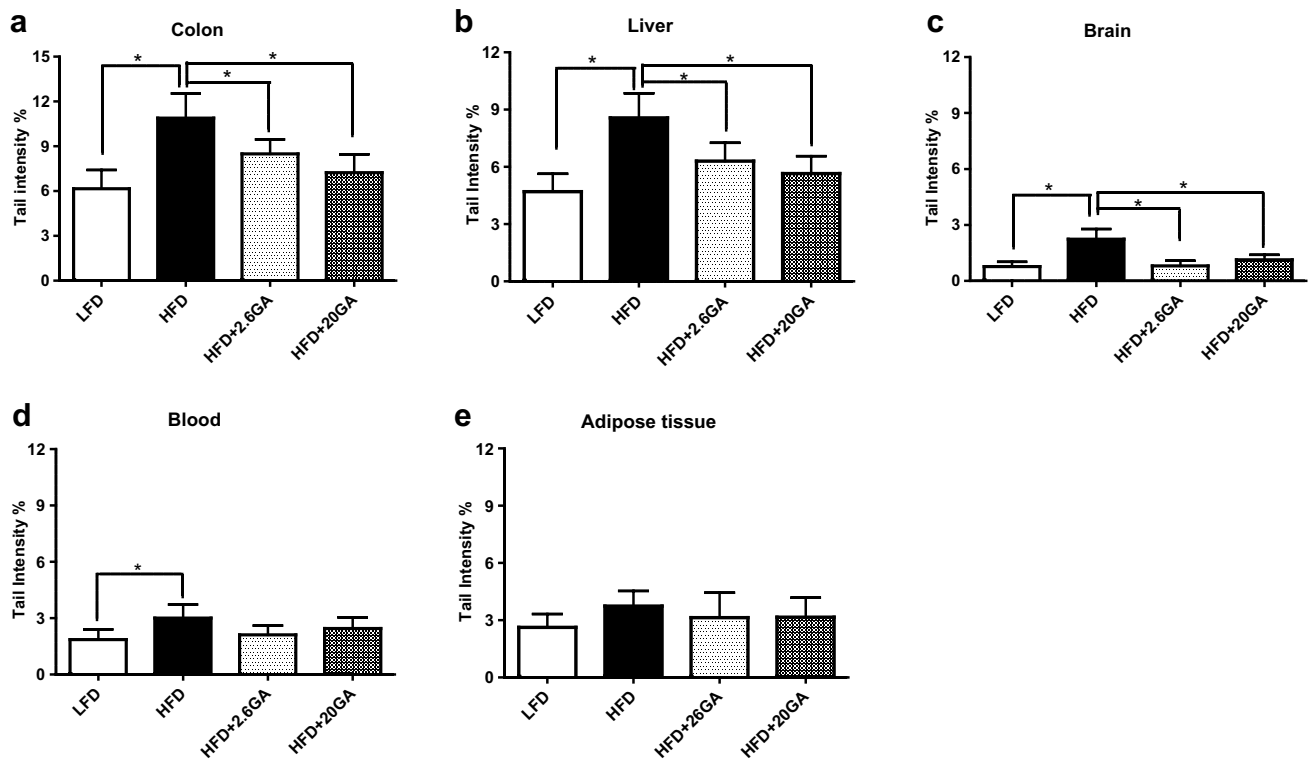 a
Colon
Tail intensity %
15
12
9
6
3
0
*
*
*
LFD
HFD
HFD+2.6GA
HFD+20GA
b
Liver
Tail Intensity %
12
9
6
3
0
*
*
*
LFD
HFD
HFD+2.6GA
HFD+20GA
c
Brain
Tail Intensity %
12
9
6
3
0
*
*
*
LFD
HFD
HFD+2.6GA
HFD+20GA
d
Blood
Tail Intensity %
12
9
6
3
0
*
LFD
HFD
HFD+2.6GA
HFD+20GA
e
Adipose tissue
Tail Intensity %
12
9
6
3
0
LFD
HFD
HFD+26GA
HFD+20GA